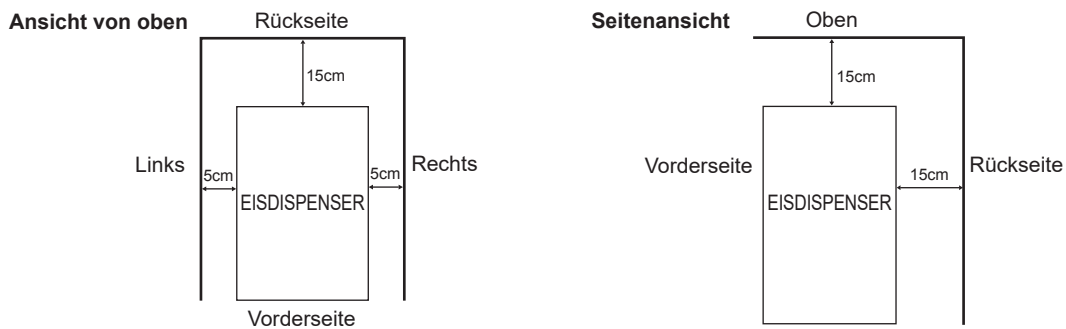 Ansicht von oben
Rückseite
15cm
Links
Rechts
5cm
5cm
EISDISPENSER
Vorderseite
Seitenansicht
Oben
15cm
Vorderseite
Rückseite
15cm
EISDISPENSER